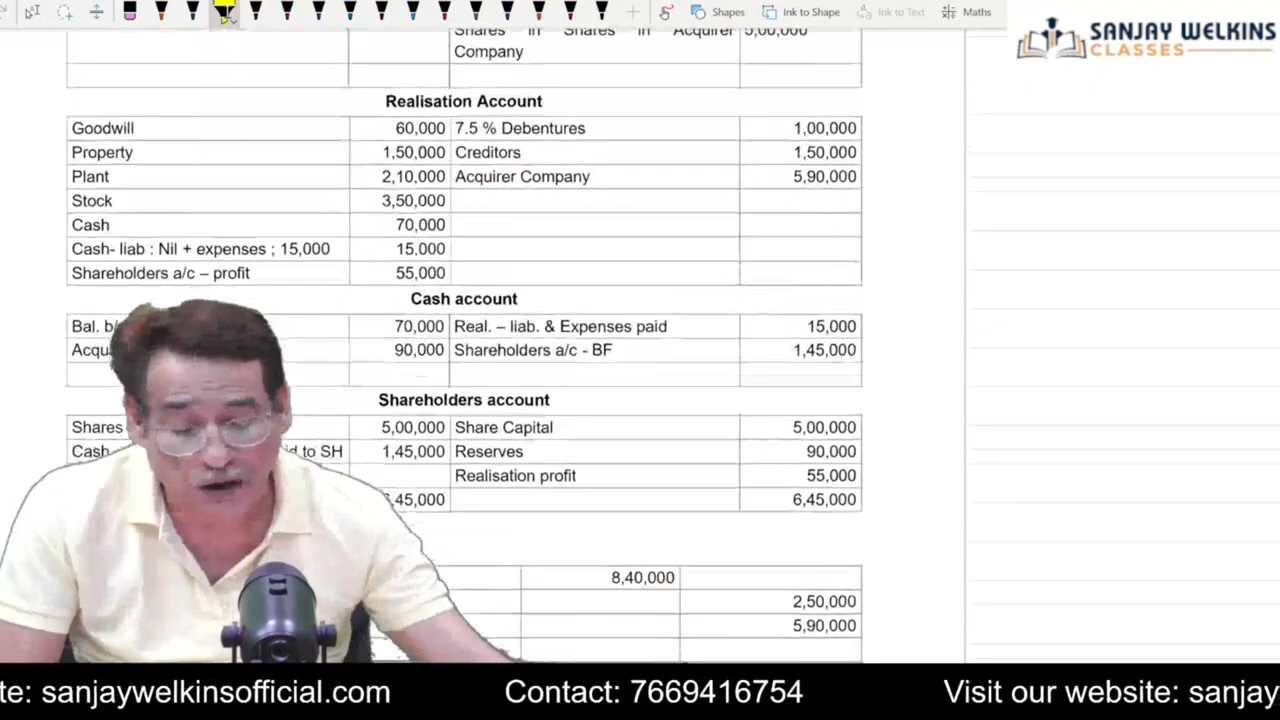 Shapes Ink to Shape Ink to Text Maths
SANJAY WELKINS
CLASSES
Shares in Shares in Acquirer 5,00,000
Company
Realisation Account
Goodwill 60,000 7.5 % Debentures 1,00,000
Property 1,50,000 Creditors 1,50,000
Plant 2,10,000 Acquirer Company 5,90,000
Stock 3,50,000
Cash 70,000
Cash- liab : Nil + expenses ; 15,000 15,000
Shareholders a/c – profit 55,000
Cash account
Bal. 70,000 Real. – liab. & Expenses paid 15,000
90,000 Shareholders a/c - BF 1,45,000
Shareholders account
Shares 5,00,000 Share Capital 5,00,000
Cash to SH 1,45,000 Reserves 90,000
Realisation profit 55,000
,45,000 6,45,000
8,40,000
2,50,000
5,90,000
te: sanjaywelkinsofficial.com Contact: 7669416754 Visit our website: sanjay